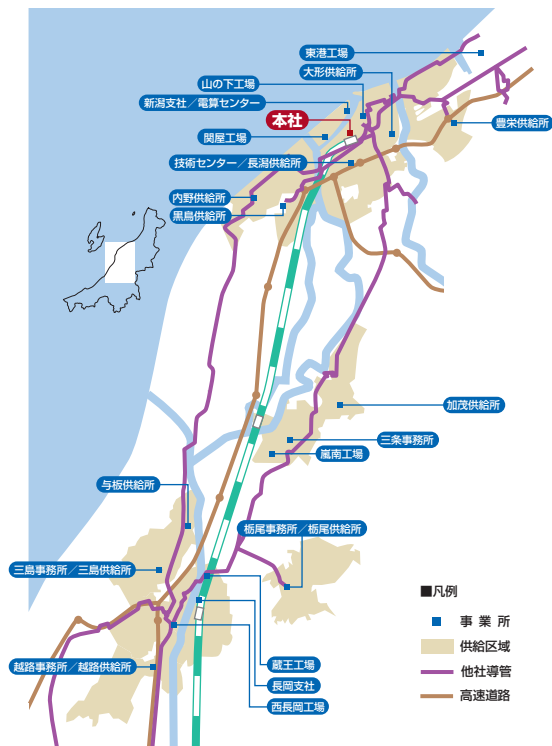 東港工場
大形供給所
山の下工場
新潟支社／電算センター
本社
豊栄供給所
関屋工場
技術センター／長潟供給所
内野供給所
黒鳥供給所
加茂供給所
三条事務所
嵐南工場
与板供給所
栃尾事務所／栃尾供給所
三島事務所／三島供給所
越路事務所／越路供給所
蔵王工場
長岡支社
西長岡工場
■凡例
事業所
供給区域
他社導管
高速道路